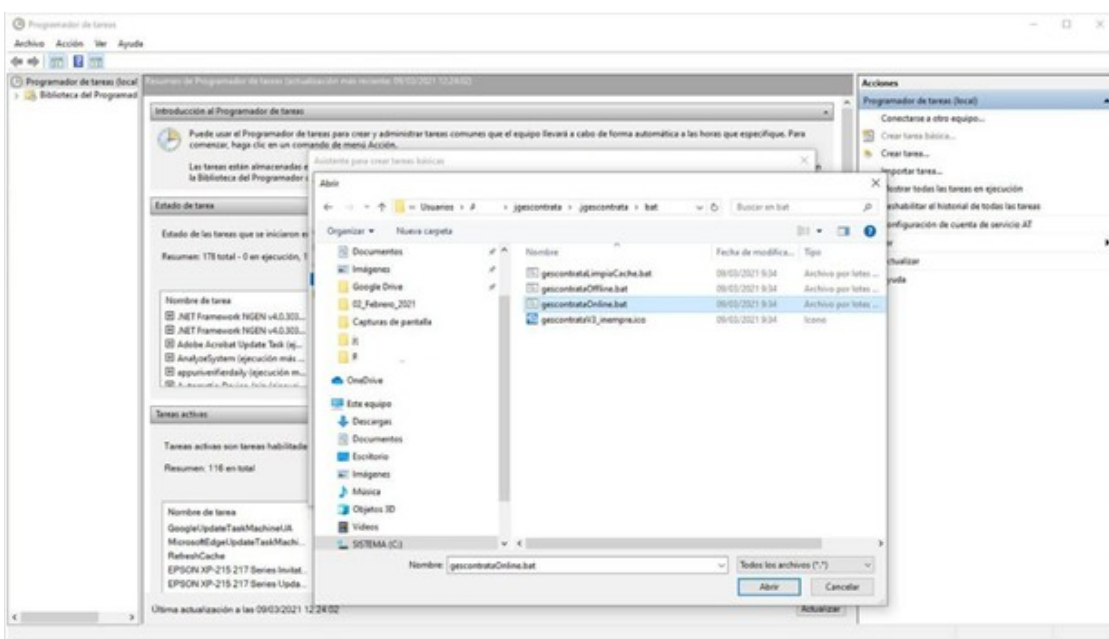 Programador de tareas
Archivo Acción Ver Ayuda
Programador de tareas (local
Biblioteca del Programad
Resumen de Programador de tareas (actualización más reciente: 09/03/2021 12:24:02)
Introducción al Programador de tareas
Puede usar el Programador de tareas para crear y administrar tareas comunes que el equipo llevará a cabo de forma automática a las horas que especifique. Para
comenzar, haga clic en un comando de menú Acción.
Las tareas están almacenadas e
la Biblioteca del Programador
Estado de tarea
Estado de las tareas que se iniciaron e
Resumen: 178 total - 0 en ejecución, 1
Nombre de tarea
.NET Framework NGEN v4.0.303...
.NET Framework NGEN v4.0.303...
Adobe Acrobat Update Task (ej...
AnalyzeSystem (ejecución más ...
appuriverifierdaily (ejecución m...
Tareas activas
Tareas activas son tareas habilitada
Resumen: 116 en total
Nombre de tarea
GoogleUpdateTaskMachineUA
MicrosoftEdgeUpdateTaskMachi...
RefreshCache
EPSON XP-215 217 Series Invitat...
EPSON XP-215 217 Series Upda...
Última actualización a las 09/03/2021 12:24:02
Actualizar
Asistente para crear tareas básicas
Abrir
Usuarios
jgescontrata
.jgescontrata
bat
Buscar en bat
Organizar
Nueva carpeta
Documentos
Imágenes
Google Drive
02_Febrero_2021
Capturas de pantalla
OneDrive
Este equipo
Descargas
Documentos
Escritorio
Imágenes
Música
Objetos 3D
Vídeos
SISTEMA (C:)
Nombre Fecha de modifica... Tipo
gescontrataLimpiaCache.bat 09/03/2021 9:34 Archivo por lotes ...
gescontrataOffline.bat 09/03/2021 9:34 Archivo por lotes ...
gescontrataOnline.bat 09/03/2021 9:34 Archivo por lotes ...
gescontrataV3_inempre.ico 09/03/2021 9:34 Icono
Nombre: gescontrataOnline.bat
Todos los archivos (*.*)
Abrir
Cancelar
Acciones
Programador de tareas (local)
Conectarse a otro equipo...
Crear tarea básica...
Crear tarea...
Importar tarea...
ostrar todas las tareas en ejecución
eshabilitar el historial de todas las tareas
onfiguración de cuenta de servicio AT
ctualizar
yuda